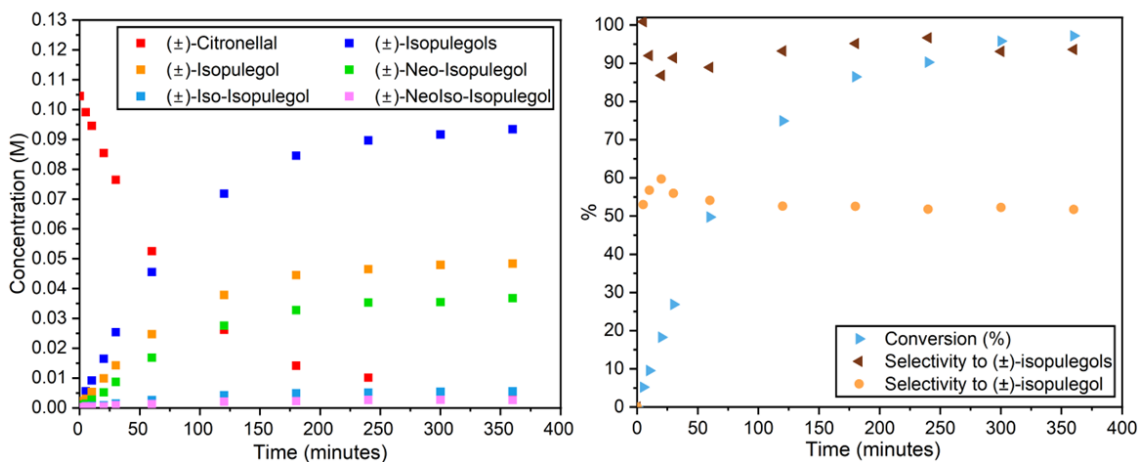 0.13
0.12
0.11
0.10
0.09
0.08
0.07
0.06
0.05
0.04
0.03
0.02
0.01
0.00
Concentration (M)
(±)-Citronellal (±)-Isopulegols
(±)-Isopulegol (±)-Neo-Isopulegol
(±)-Iso-Isopulegol (±)-NeoIso-Isopulegol
0 50 100 150 200 250 300 350 400
Time (minutes)
100
90
80
70
60
50
40
30
20
10
0
%
Conversion (%)
Selectivity to (±)-isopulegols
Selectivity to (±)-isopulegol
0 50 100 150 200 250 300 350 400
Time (minutes)